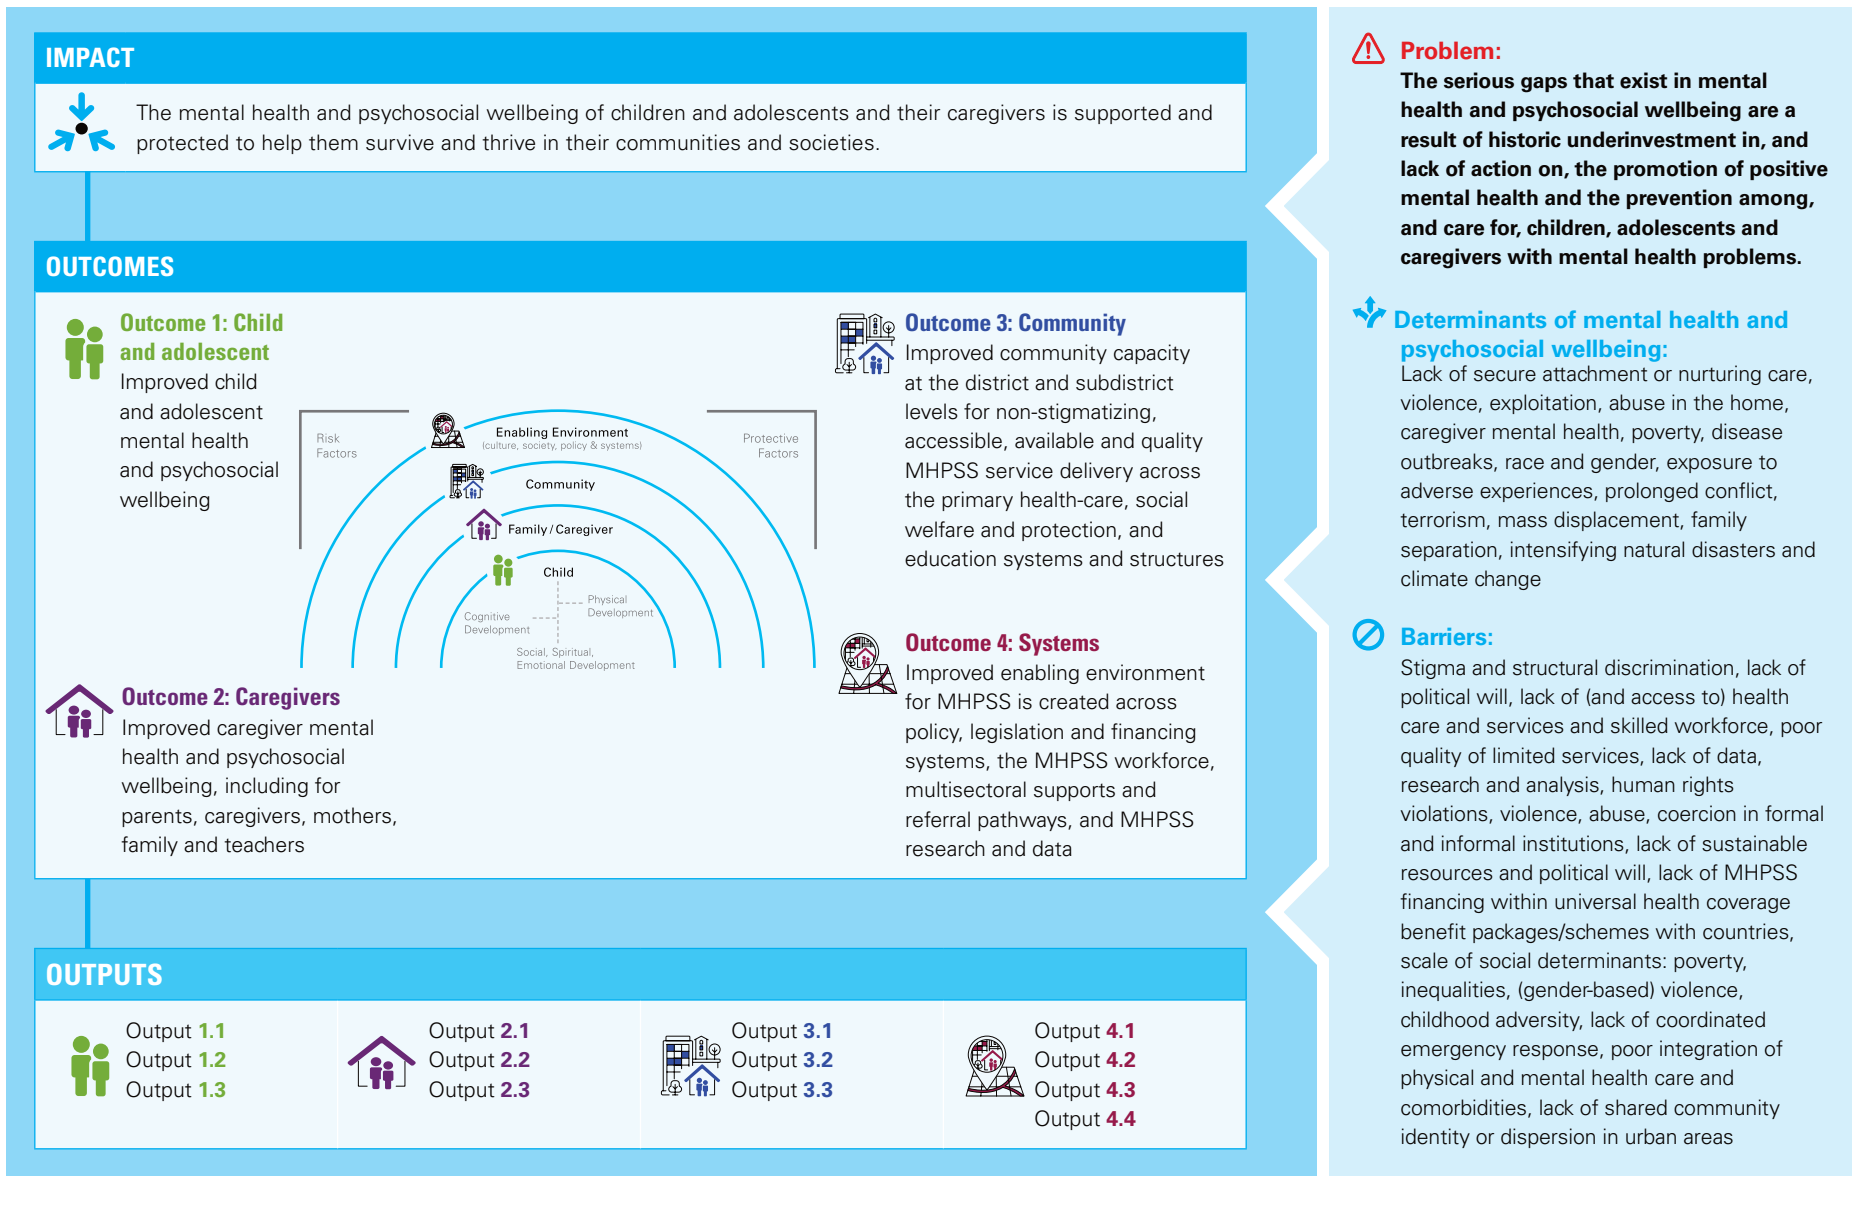 IMPACT
The mental health and psychosocial wellbeing of children and adolescents and their caregivers is supported and
protected to help them survive and thrive in their communities and societies.
OUTCOMES
Outcome 1: Child
and adolescent
Improved child
and adolescent
mental health
and psychosocial
wellbeing
Risk
Factors
Enabling Environment
(culture, society, policy & systems)
Protective
Factors
Community
Family / Caregiver
Child
Physical
Development
Cognitive
Development
Social, Spiritual,
Emotional Development
Outcome 2: Caregivers
Improved caregiver mental
health and psychosocial
wellbeing, including for
parents, caregivers, mothers,
family and teachers
Outcome 3: Community
Improved community capacity
at the district and subdistrict
levels for non-stigmatizing,
accessible, available and quality
MHPSS service delivery across
the primary health-care, social
welfare and protection, and
education systems and structures
Outcome 4: Systems
Improved enabling environment
for MHPSS is created across
policy, legislation and financing
systems, the MHPSS workforce,
multisectoral supports and
referral pathways, and MHPSS
research and data
OUTPUTS
Output 1.1
Output 1.2
Output 1.3
Output 2.1
Output 2.2
Output 2.3
Output 3.1
Output 3.2
Output 3.3
Output 4.1
Output 4.2
Output 4.3
Output 4.4
Problem:
The serious gaps that exist in mental
health and psychosocial wellbeing are a
result of historic underinvestment in, and
lack of action on, the promotion of positive
mental health and the prevention among,
and care for, children, adolescents and
caregivers with mental health problems.
Determinants of mental health and
psychosocial wellbeing:
Lack of secure attachment or nurturing care,
violence, exploitation, abuse in the home,
caregiver mental health, poverty, disease
outbreaks, race and gender, exposure to
adverse experiences, prolonged conflict,
terrorism, mass displacement, family
separation, intensifying natural disasters and
climate change
Barriers:
Stigma and structural discrimination, lack of
political will, lack of (and access to) health
care and services and skilled workforce, poor
quality of limited services, lack of data,
research and analysis, human rights
violations, violence, abuse, coercion in formal
and informal institutions, lack of sustainable
resources and political will, lack of MHPSS
financing within universal health coverage
benefit packages/schemes with countries,
scale of social determinants: poverty,
inequalities, (gender-based) violence,
childhood adversity, lack of coordinated
emergency response, poor integration of
physical and mental health care and
comorbidities, lack of shared community
identity or dispersion in urban areas